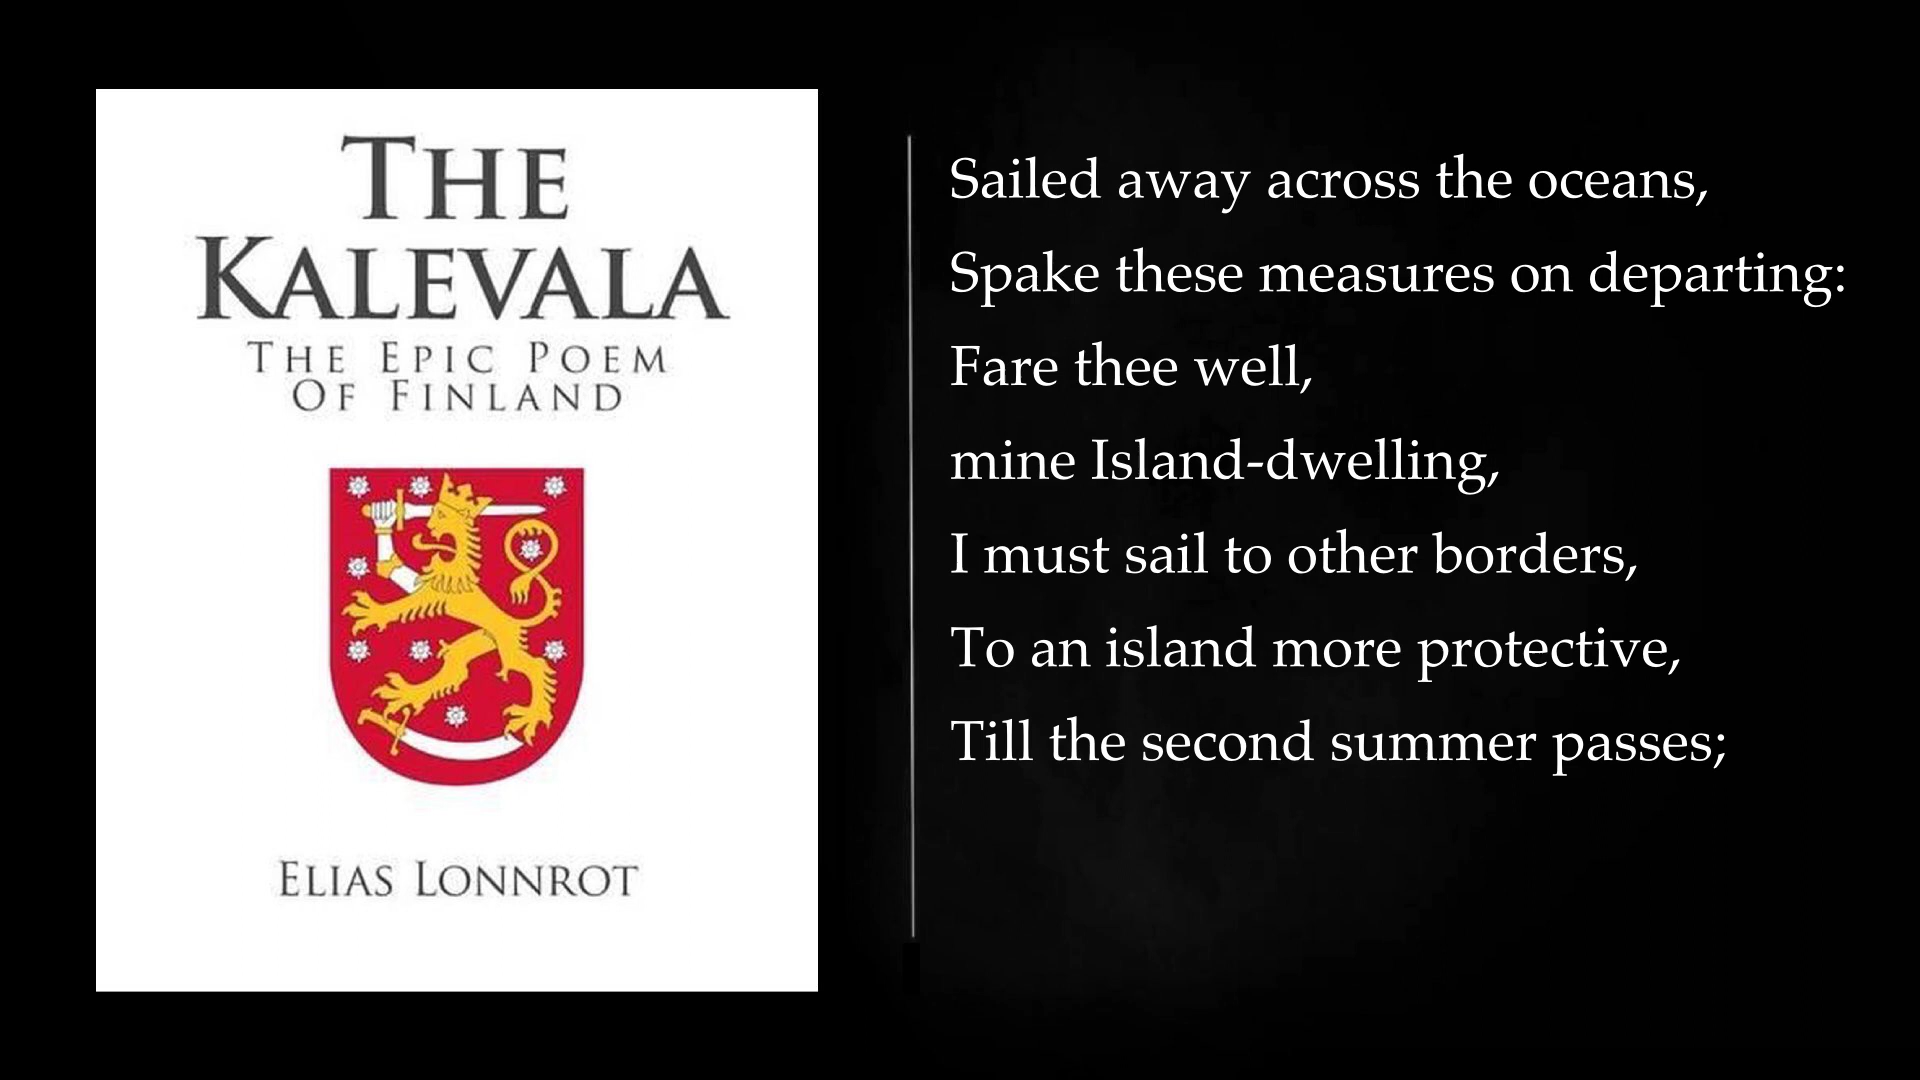 THE
KALEVALA
THE EPIC POEM
OF FINLAND
ELIAS LONNROT
Sailed away across the oceans,
Spake these measures on departing:
Fare thee well,
mine Island-dwelling,
I must sail to other borders,
To an island more protective,
Till the second summer passes;